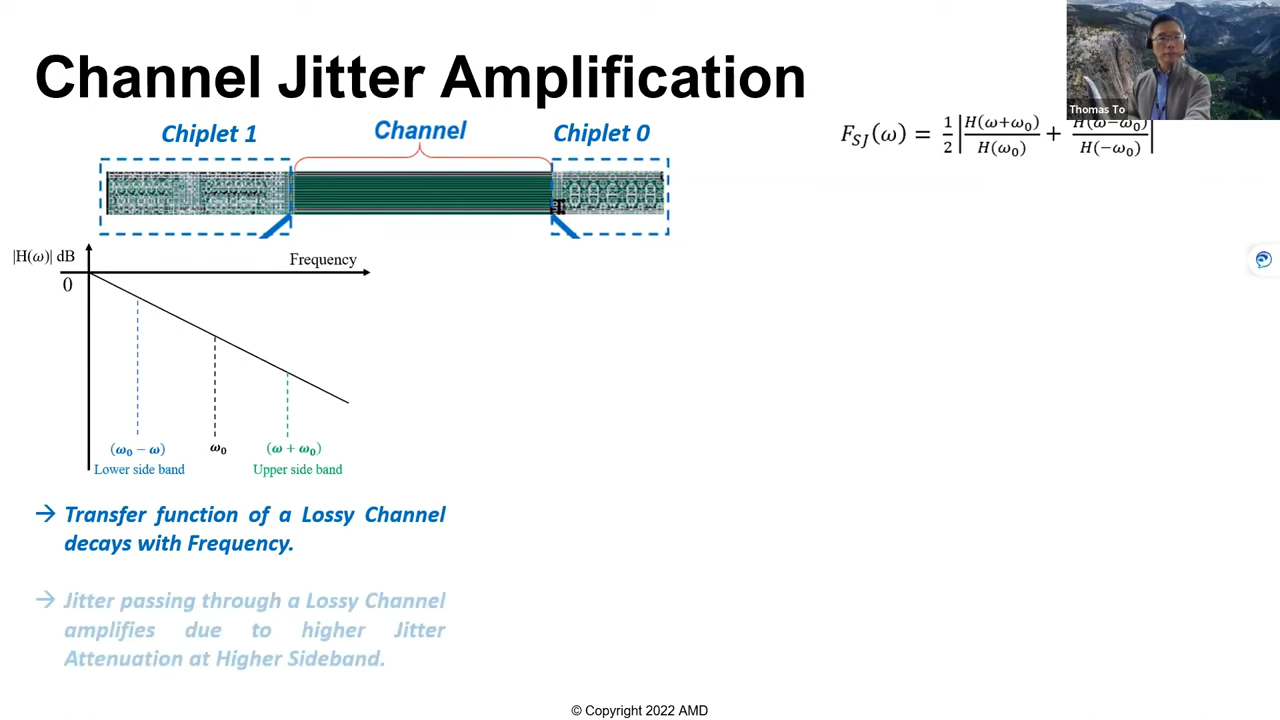 Channel Jitter Amplification
Thomas To
Chiplet 1
Channel
Chiplet 0
F_SJ(ω) = 1/2 | H(ω+ω₀)/H(ω₀) + H(ω−ω₀)/H(−ω₀) |
|H(ω)| dB
Frequency
0
(ω₀ − ω)
ω₀
(ω + ω₀)
Lower side band
Upper side band
→ Transfer function of a Lossy Channel
decays with Frequency.
→ Jitter passing through a Lossy Channel
amplifies due to higher Jitter
Attenuation at Higher Sideband.
© Copyright 2022 AMD